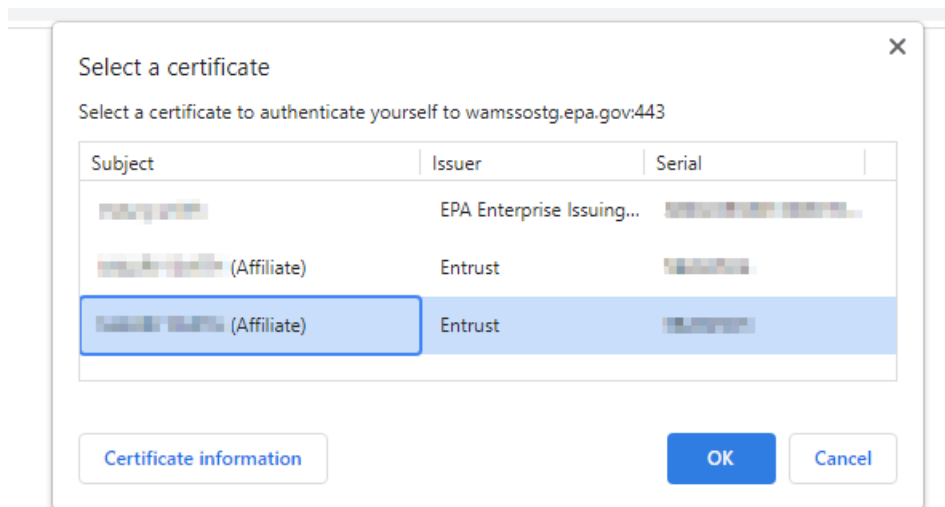 Select a certificate
Select a certificate to authenticate yourself to wamssostg.epa.gov:443
Subject Issuer Serial
EPA Enterprise Issuing...
(Affiliate) Entrust
(Affiliate) Entrust
Certificate information OK Cancel